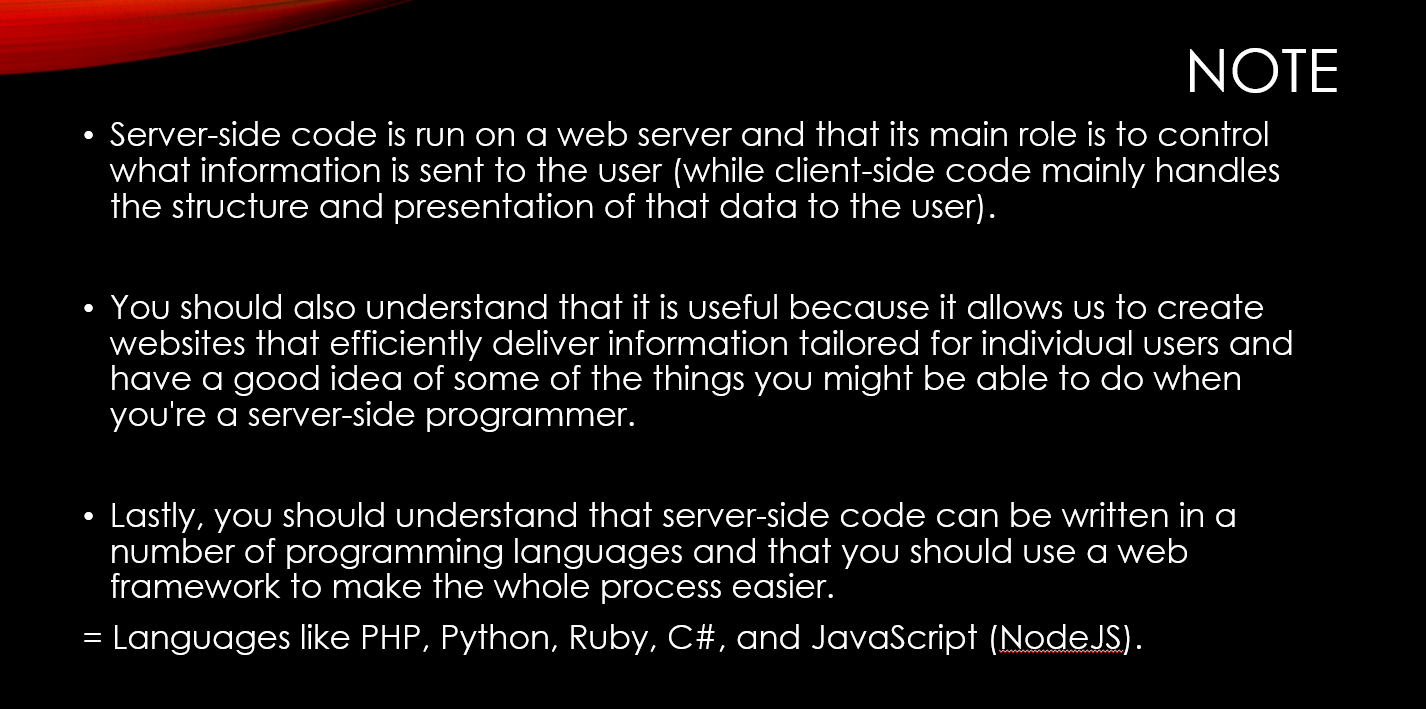 NOTE
• Server-side code is run on a web server and that its main role is to control
what information is sent to the user (while client-side code mainly handles
the structure and presentation of that data to the user).
• You should also understand that it is useful because it allows us to create
websites that efficiently deliver information tailored for individual users and
have a good idea of some of the things you might be able to do when
you're a server-side programmer.
• Lastly, you should understand that server-side code can be written in a
number of programming languages and that you should use a web
framework to make the whole process easier.
= Languages like PHP, Python, Ruby, C#, and JavaScript (NodeJS).